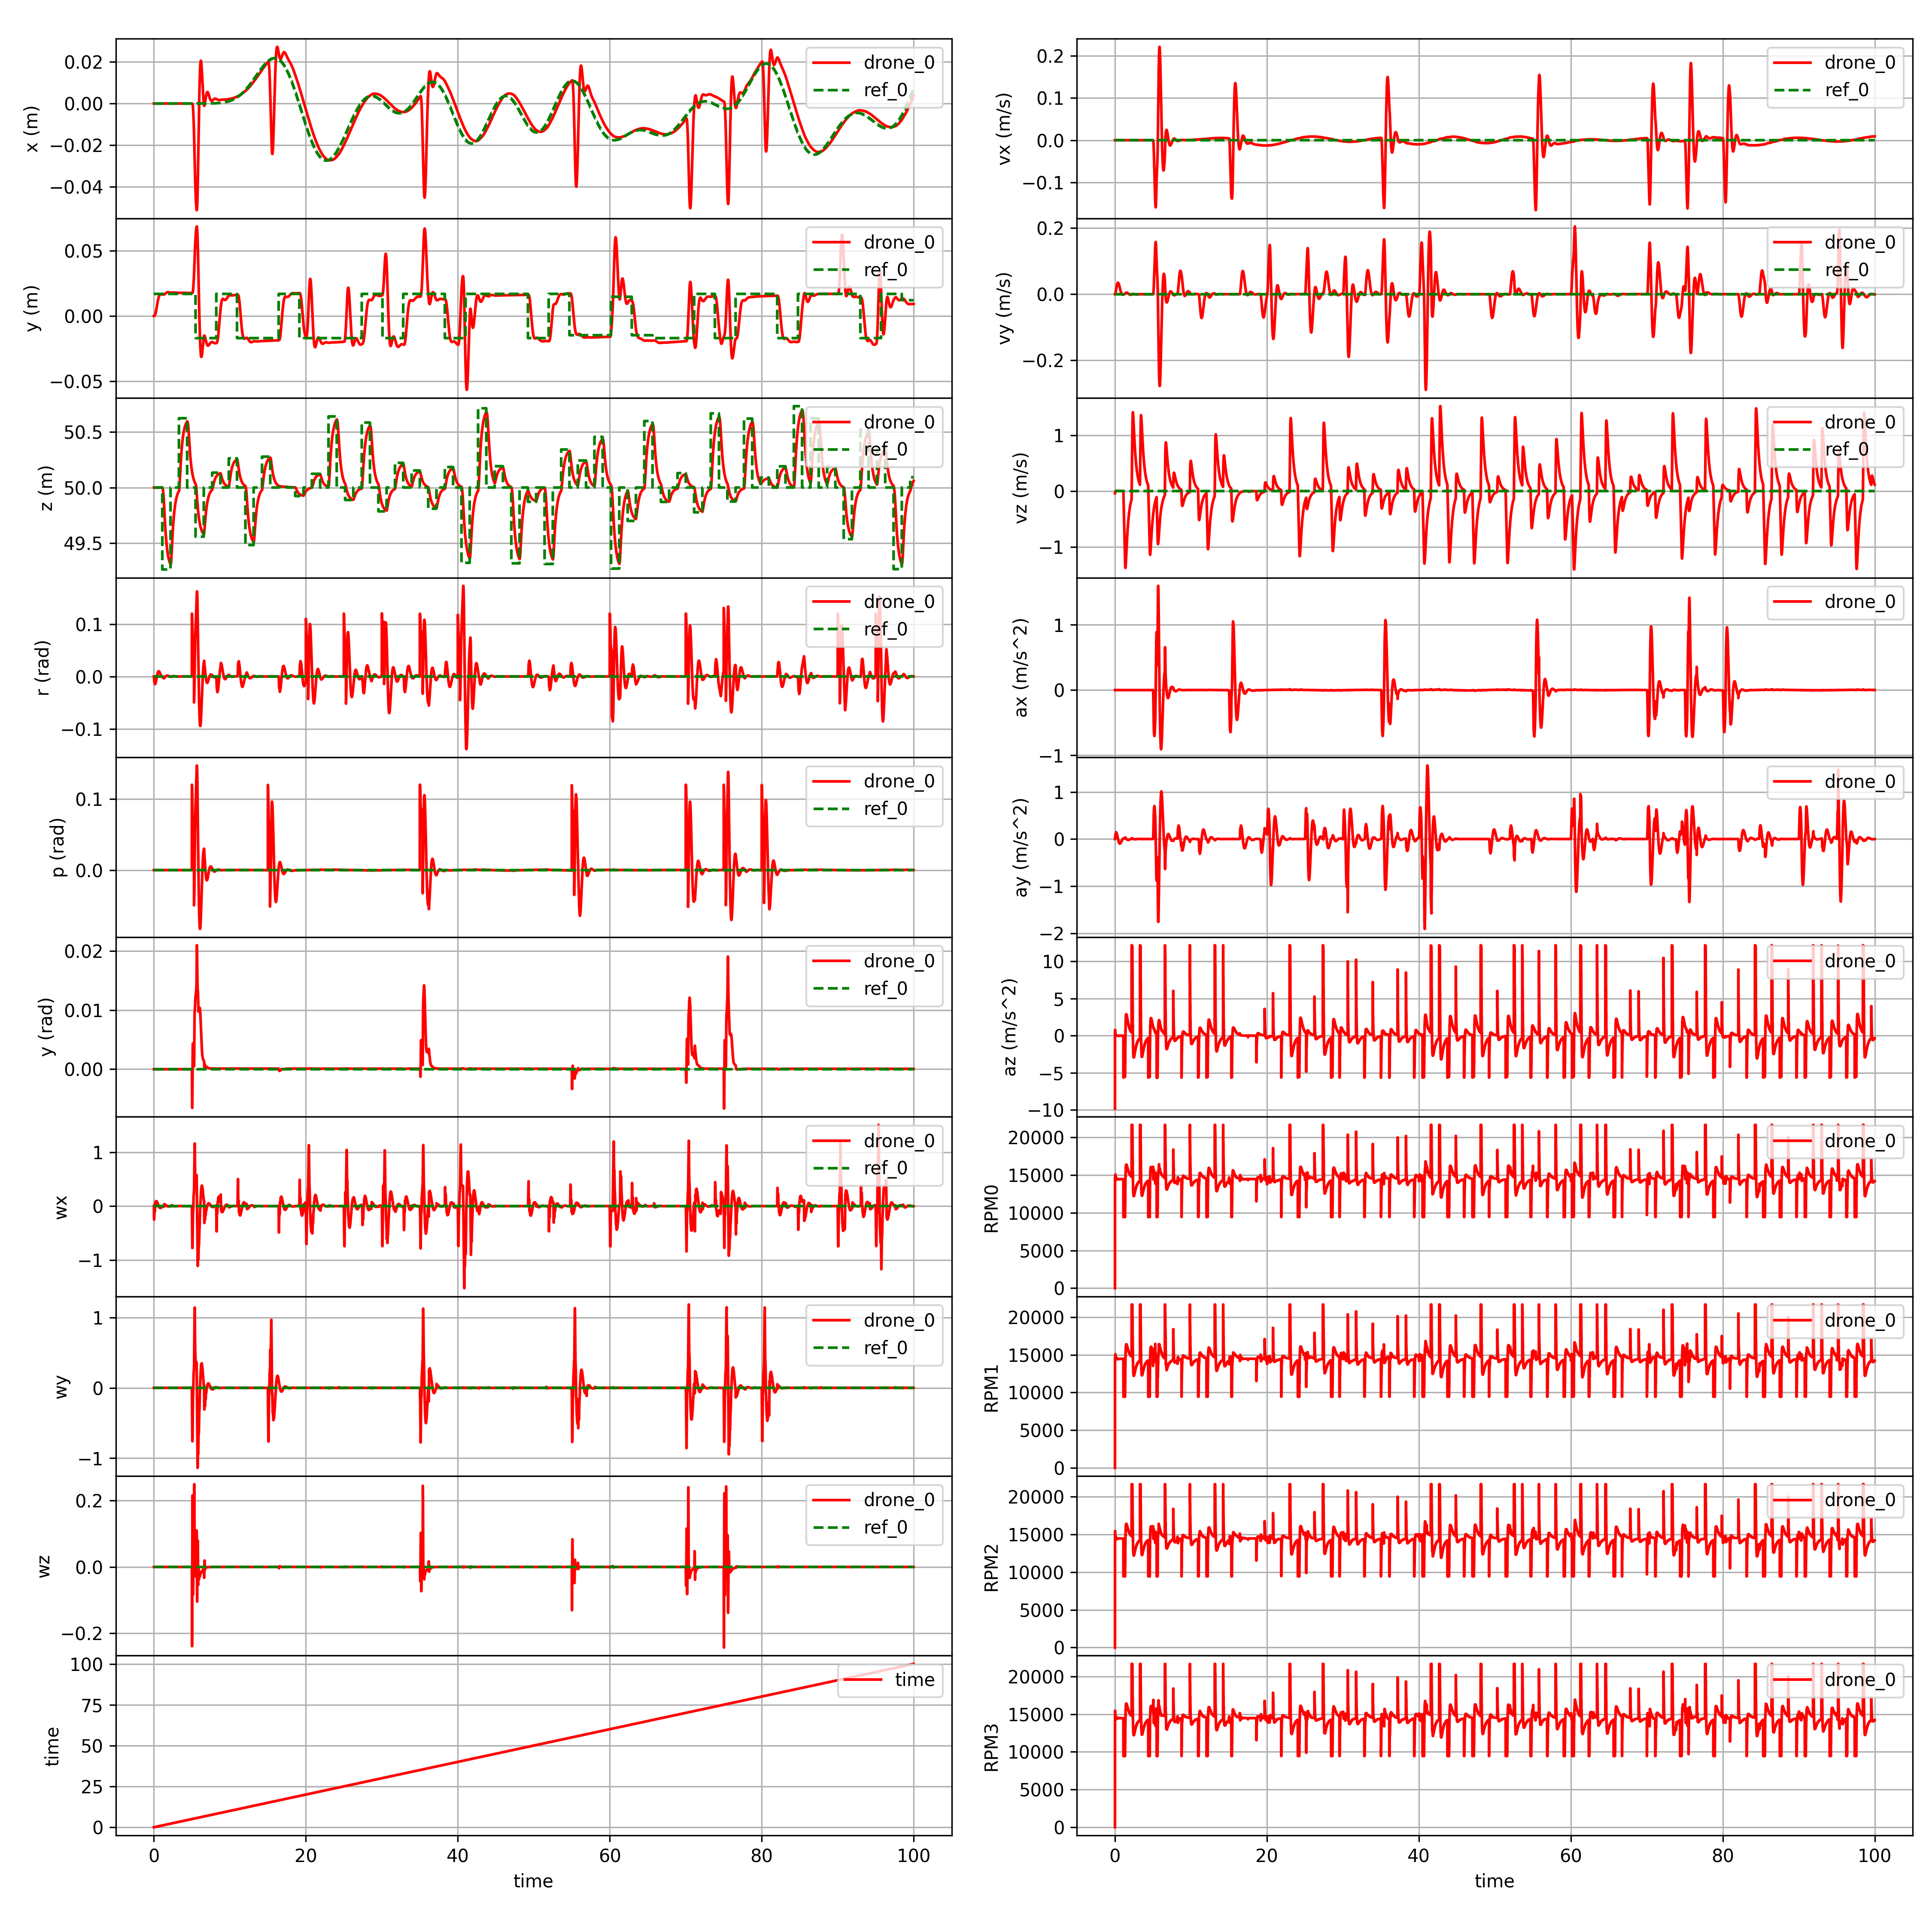 x (m)
0.02
0.00
−0.02
−0.04
drone_0
ref_0
y (m)
0.05
0.00
−0.05
drone_0
ref_0
z (m)
50.5
50.0
49.5
drone_0
ref_0
r (rad)
0.1
0.0
−0.1
drone_0
ref_0
p (rad)
0.1
0.0
drone_0
ref_0
y (rad)
0.02
0.01
0.00
drone_0
ref_0
wx
1
0
−1
drone_0
ref_0
wy
1
0
−1
drone_0
ref_0
wz
0.2
0.0
−0.2
drone_0
ref_0
time
100
75
50
25
0
time
0 20 40 60 80 100
time
vx (m/s)
0.2
0.1
0.0
−0.1
drone_0
ref_0
vy (m/s)
0.2
0.0
−0.2
drone_0
ref_0
vz (m/s)
1
0
−1
drone_0
ref_0
ax (m/s^2)
1
0
−1
drone_0
ay (m/s^2)
1
0
−1
−2
drone_0
az (m/s^2)
10
5
0
−5
−10
drone_0
RPM0
20000
15000
10000
5000
0
drone_0
RPM1
20000
15000
10000
5000
0
drone_0
RPM2
20000
15000
10000
5000
0
drone_0
RPM3
20000
15000
10000
5000
0
drone_0
0 20 40 60 80 100
time